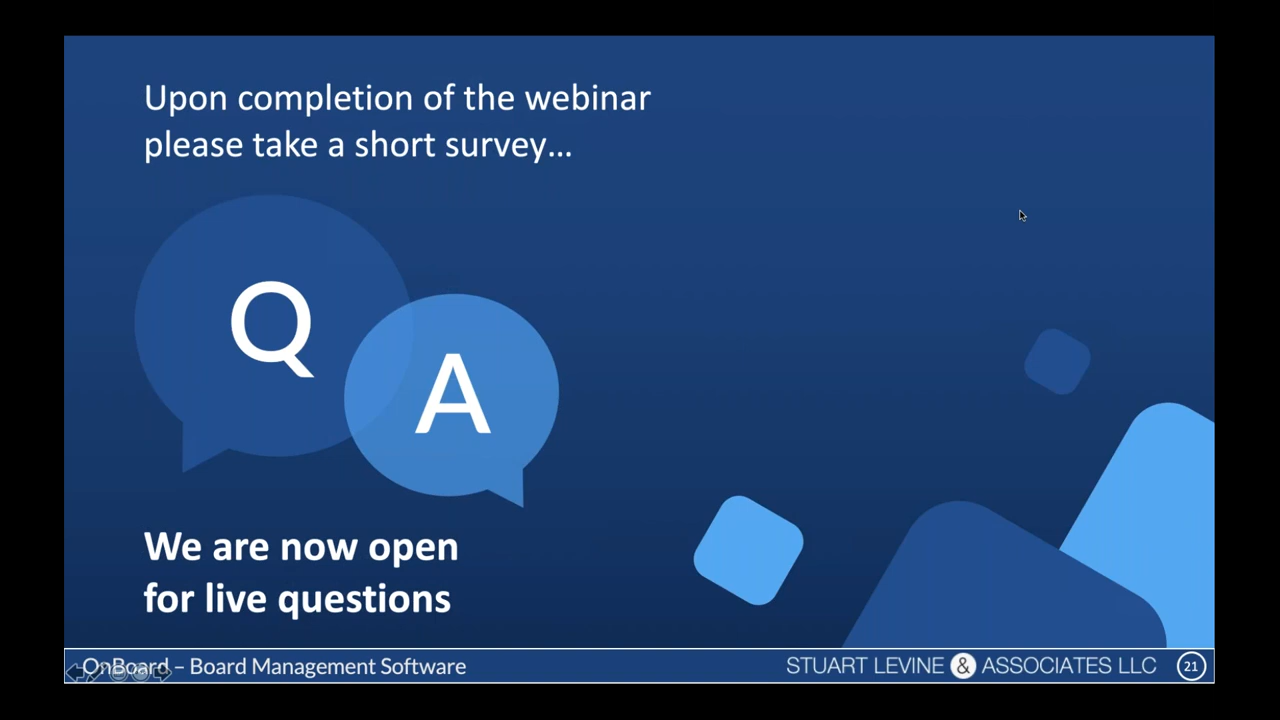 Upon completion of the webinar
please take a short survey...
Q
A
We are now open
for live questions
OnBoard – Board Management Software
STUART LEVINE & ASSOCIATES LLC
21